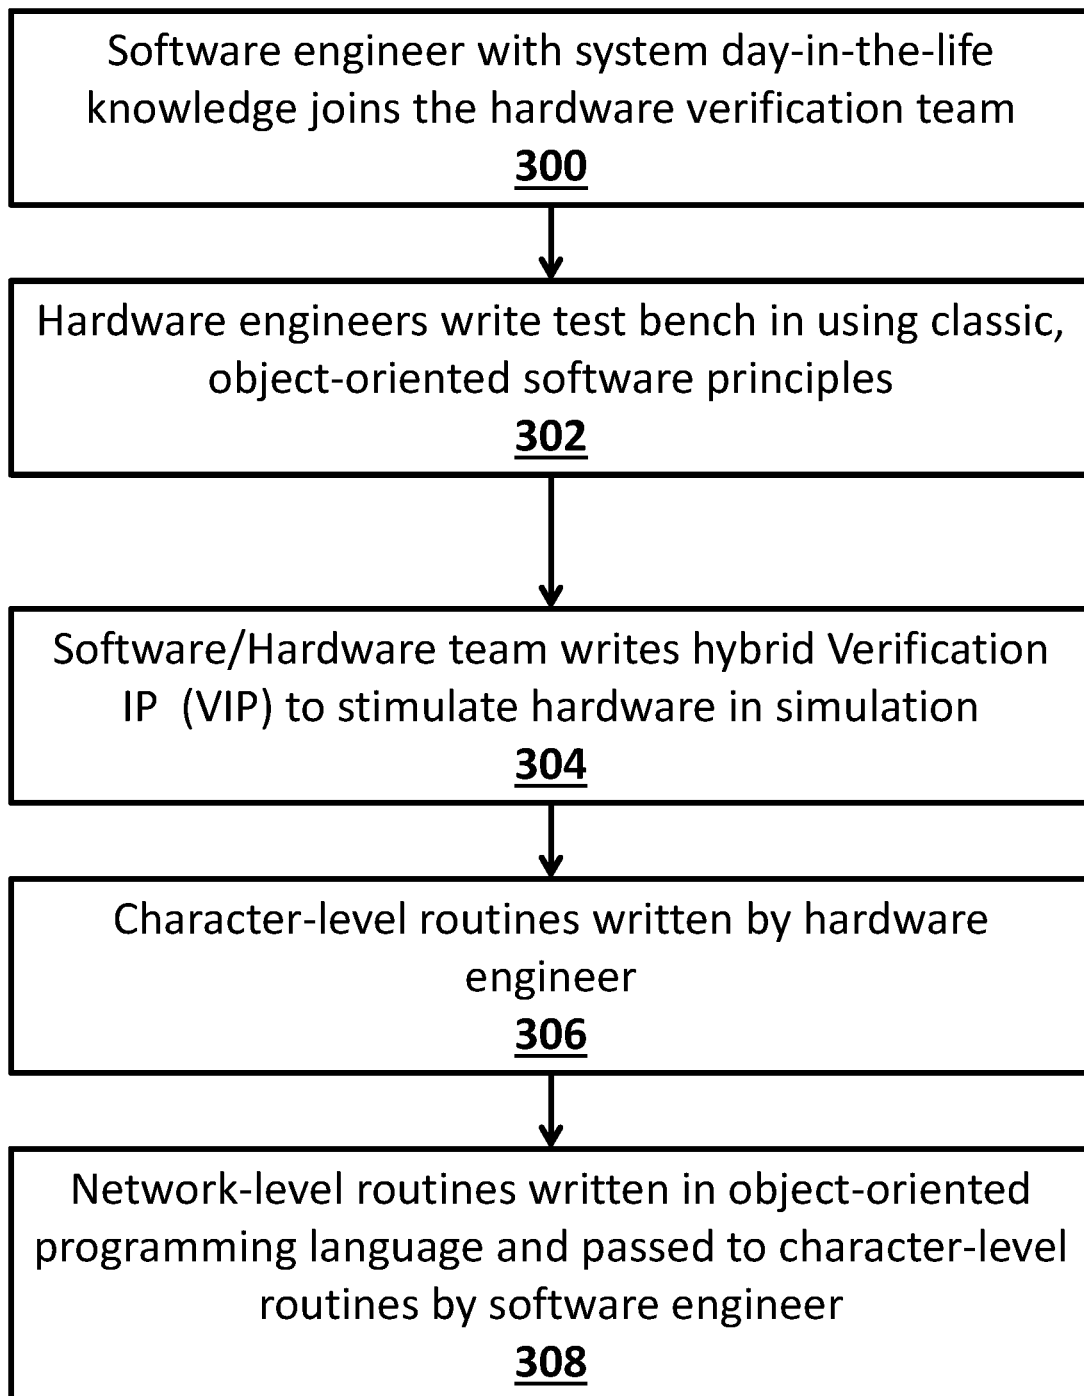 Software engineer with system day-in-the-life
knowledge joins the hardware verification team
300
Hardware engineers write test bench in using classic,
object-oriented software principles
302
Software/Hardware team writes hybrid Verification
IP  (VIP) to stimulate hardware in simulation
304
Character-level routines written by hardware
engineer
306
Network-level routines written in object-oriented
programming language and passed to character-level
routines by software engineer
308